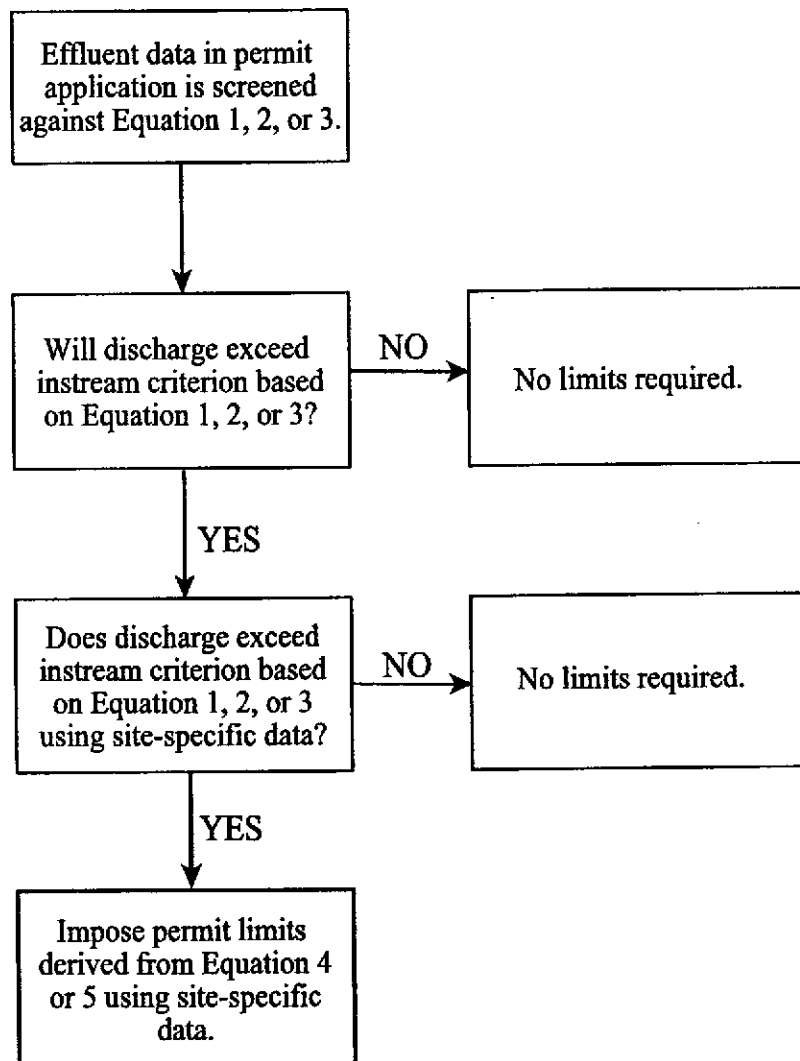 Effluent data in permit
application is screened
against Equation 1, 2, or 3.
Will discharge exceed
instream criterion based
on Equation 1, 2, or 3?
NO
No limits required.
YES
Does discharge exceed
instream criterion based
on Equation 1, 2, or 3
using site-specific data?
NO
No limits required.
YES
Impose permit limits
derived from Equation 4
or 5 using site-specific
data.